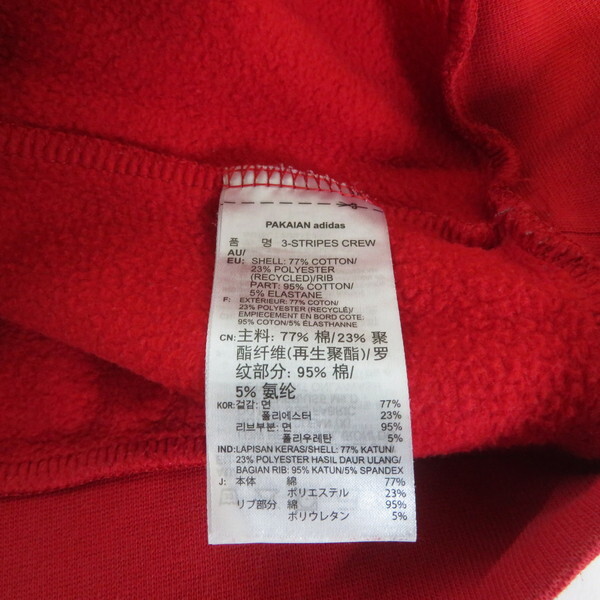 PAKAIAN adidas
품 명 3-STRIPES CREW
AU/
EU: SHELL: 77% COTTON/
23% POLYESTER
(RECYCLED)/RIB
PART: 95% COTTON/
5% ELASTANE
F: EXTÉRIEUR: 77% COTON/
23% POLYESTER (RECYCLÉ)/
EMPIECEMENT EN BORD COTE:
95% COTON/5% ÉLASTHANNE
CN: 主料: 77% 棉/23% 聚
酯纤维(再生聚酯)/罗
纹部分: 95% 棉/
5% 氨纶
KOR: 겉감: 면 77%
폴리에스터 23%
리브부분: 면 95%
폴리우레탄 5%
IND: LAPISAN KERAS/SHELL: 77% KATUN/
23% POLYESTER HASIL DAUR ULANG/
BAGIAN RIB: 95% KATUN/5% SPANDEX
J: 本体 綿 77%
ポリエステル 23%
リブ部分 綿 95%
ポリウレタン 5%